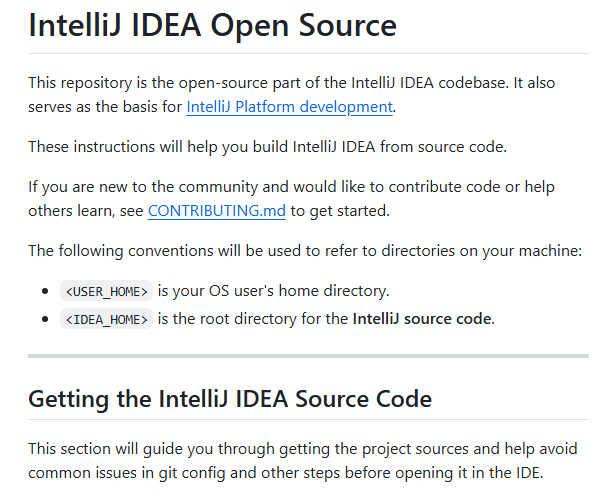 IntelliJ IDEA Open Source
This repository is the open-source part of the IntelliJ IDEA codebase. It also
serves as the basis for IntelliJ Platform development.
These instructions will help you build IntelliJ IDEA from source code.
If you are new to the community and would like to contribute code or help
others learn, see CONTRIBUTING.md to get started.
The following conventions will be used to refer to directories on your machine:
• <USER_HOME> is your OS user's home directory.
• <IDEA_HOME> is the root directory for the IntelliJ source code.
Getting the IntelliJ IDEA Source Code
This section will guide you through getting the project sources and help avoid
common issues in git config and other steps before opening it in the IDE.